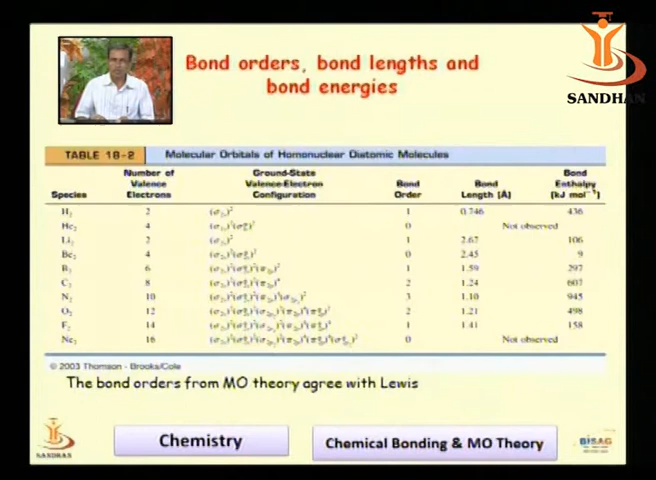 Bond orders, bond lengths and
bond energies
SANDHAN
TABLE 18-2 Molecular Orbitals of Homonuclear Diatomic Molecules
Species Number of Valence Electrons Ground-State Valence-Electron Configuration Bond Order Bond Length (Å) Bond Enthalpy (kJ mol⁻¹)
H₂ 2 (σ₁ₛ)² 1 0.746 436
He₂ 4 0 Not observed
Li₂ 2 1 2.67 106
Be₂ 4 0 2.45 9
B₂ 6 1 1.59 297
C₂ 8 2 1.24 607
N₂ 10 3 1.10 945
O₂ 12 2 1.21 498
F₂ 14 1 1.41 158
Ne₂ 16 0 Not observed
© 2003 Thomson - Brooks/Cole
The bond orders from MO theory agree with Lewis
Chemistry
Chemical Bonding & MO Theory
SANDHAN
BISAG